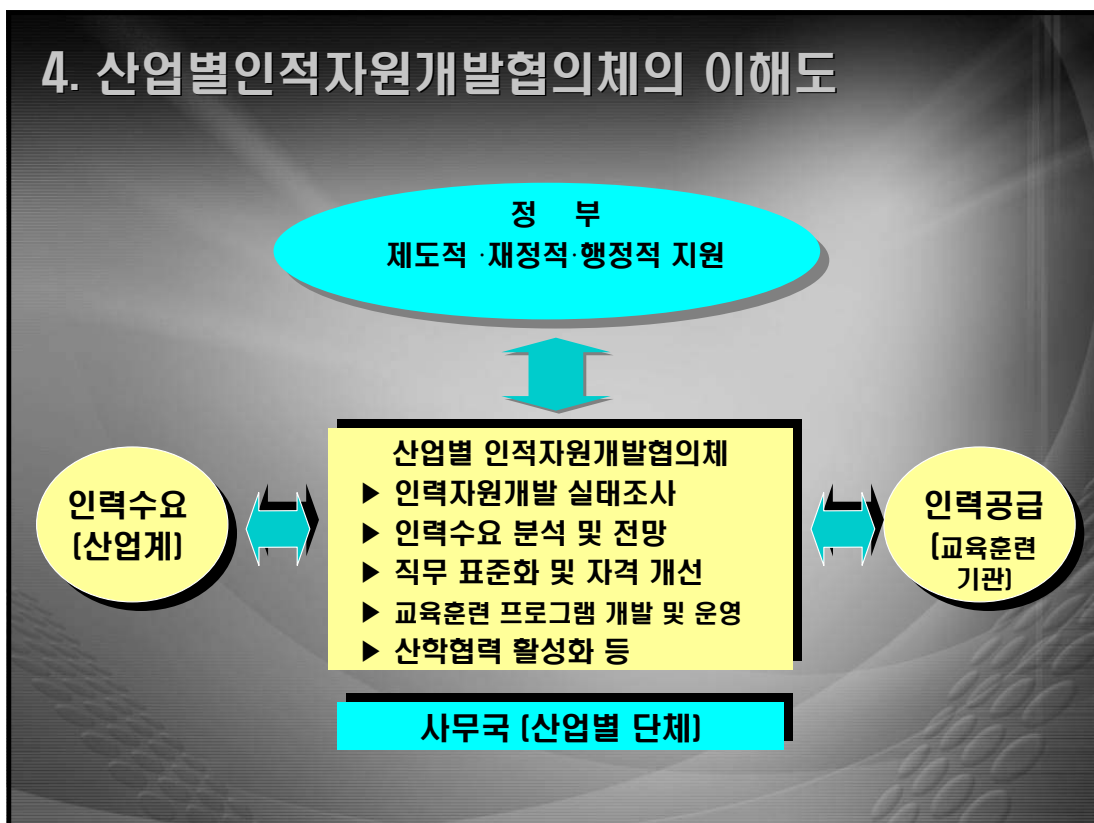 4. 산업별인적자원개발협의체의 이해도
정 부
제도적 ·재정적·행정적 지원
인력수요
(산업계)
산업별 인적자원개발협의체
▶ 인력자원개발 실태조사
▶ 인력수요 분석 및 전망
▶ 직무 표준화 및 자격 개선
▶ 교육훈련 프로그램 개발 및 운영
▶ 산학협력 활성화 등
인력공급
(교육훈련
기관)
사무국 (산업별 단체)